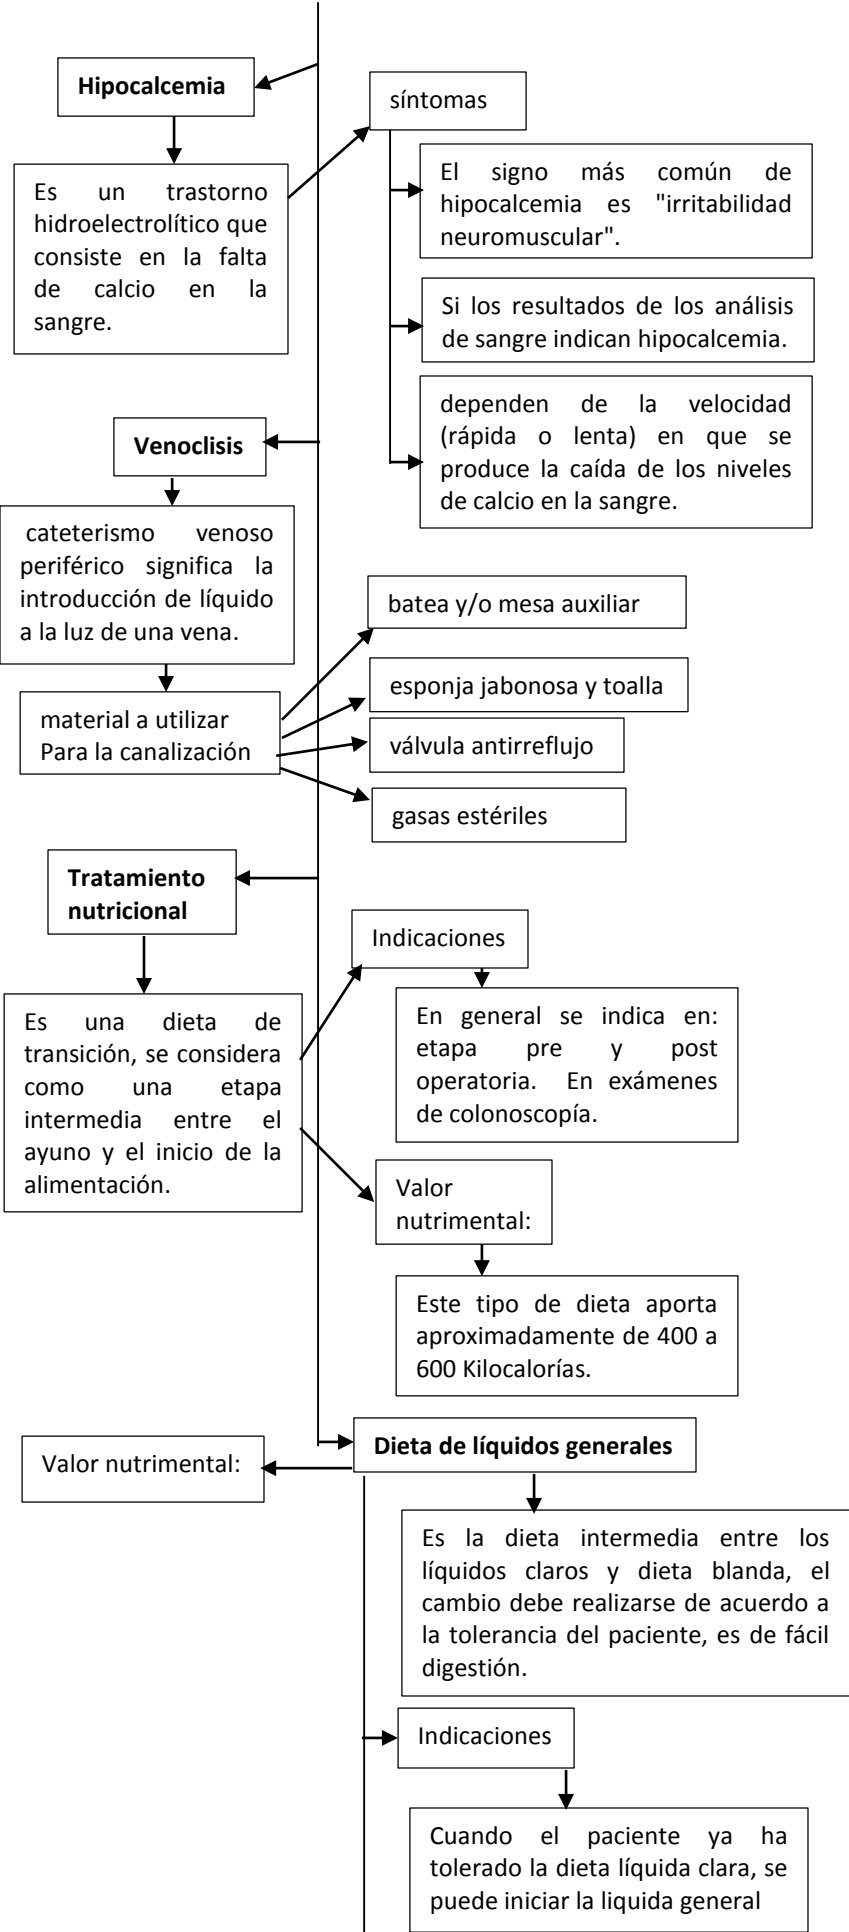 Hipocalcemia
síntomas
Es un trastorno
hidroelectrolítico que
consiste en la falta
de calcio en la
sangre.
El signo más común de
hipocalcemia es "irritabilidad
neuromuscular".
Si los resultados de los análisis
de sangre indican hipocalcemia.
dependen de la velocidad
(rápida o lenta) en que se
produce la caída de los niveles
de calcio en la sangre.
Venoclisis
cateterismo venoso
periférico significa la
introducción de líquido
a la luz de una vena.
material a utilizar
Para la canalización
batea y/o mesa auxiliar
esponja jabonosa y toalla
válvula antirreflujo
gasas estériles
Tratamiento
nutricional
Es una dieta de
transición, se considera
como una etapa
intermedia entre el
ayuno y el inicio de la
alimentación.
Indicaciones
En general se indica en:
etapa pre y post
operatoria. En exámenes
de colonoscopía.
Valor
nutrimental:
Este tipo de dieta aporta
aproximadamente de 400 a
600 Kilocalorías.
Dieta de líquidos generales
Valor nutrimental:
Es la dieta intermedia entre los
líquidos claros y dieta blanda, el
cambio debe realizarse de acuerdo a
la tolerancia del paciente, es de fácil
digestión.
Indicaciones
Cuando el paciente ya ha
tolerado la dieta líquida clara, se
puede iniciar la liquida general